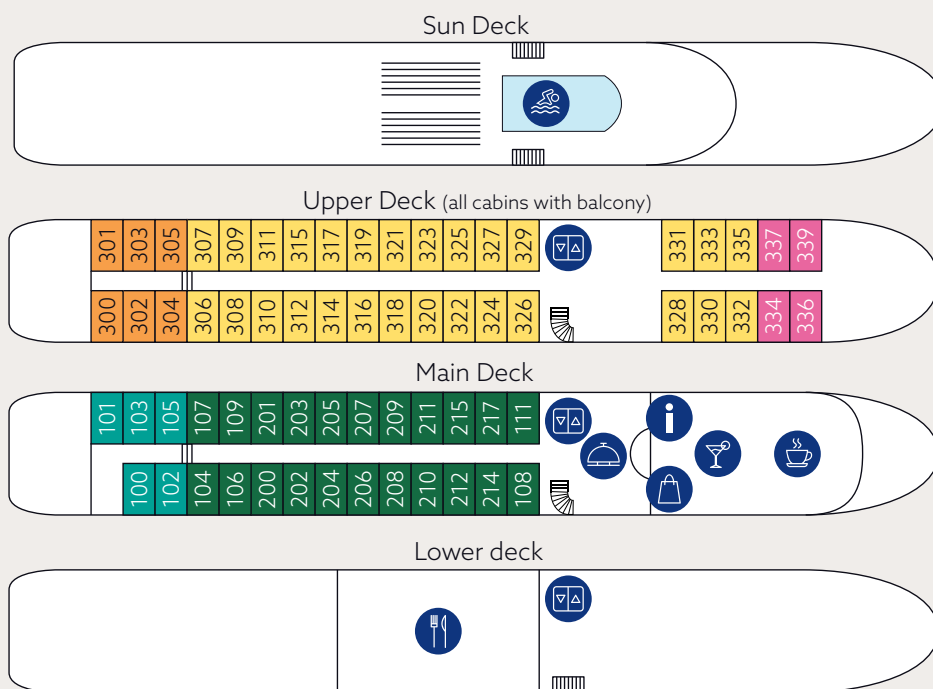 Sun Deck
Upper Deck (all cabins with balcony)
301 303 305 307 309 311 315 317 319 321 323 325 327 329 331 333 335 337 339
300 302 304 306 308 310 312 314 316 318 320 322 324 326 328 330 332 334 336
Main Deck
101 103 105 107 109 201 203 205 207 209 211 215 217 111
100 102 104 106 200 202 204 206 208 210 212 214 108
Lower deck